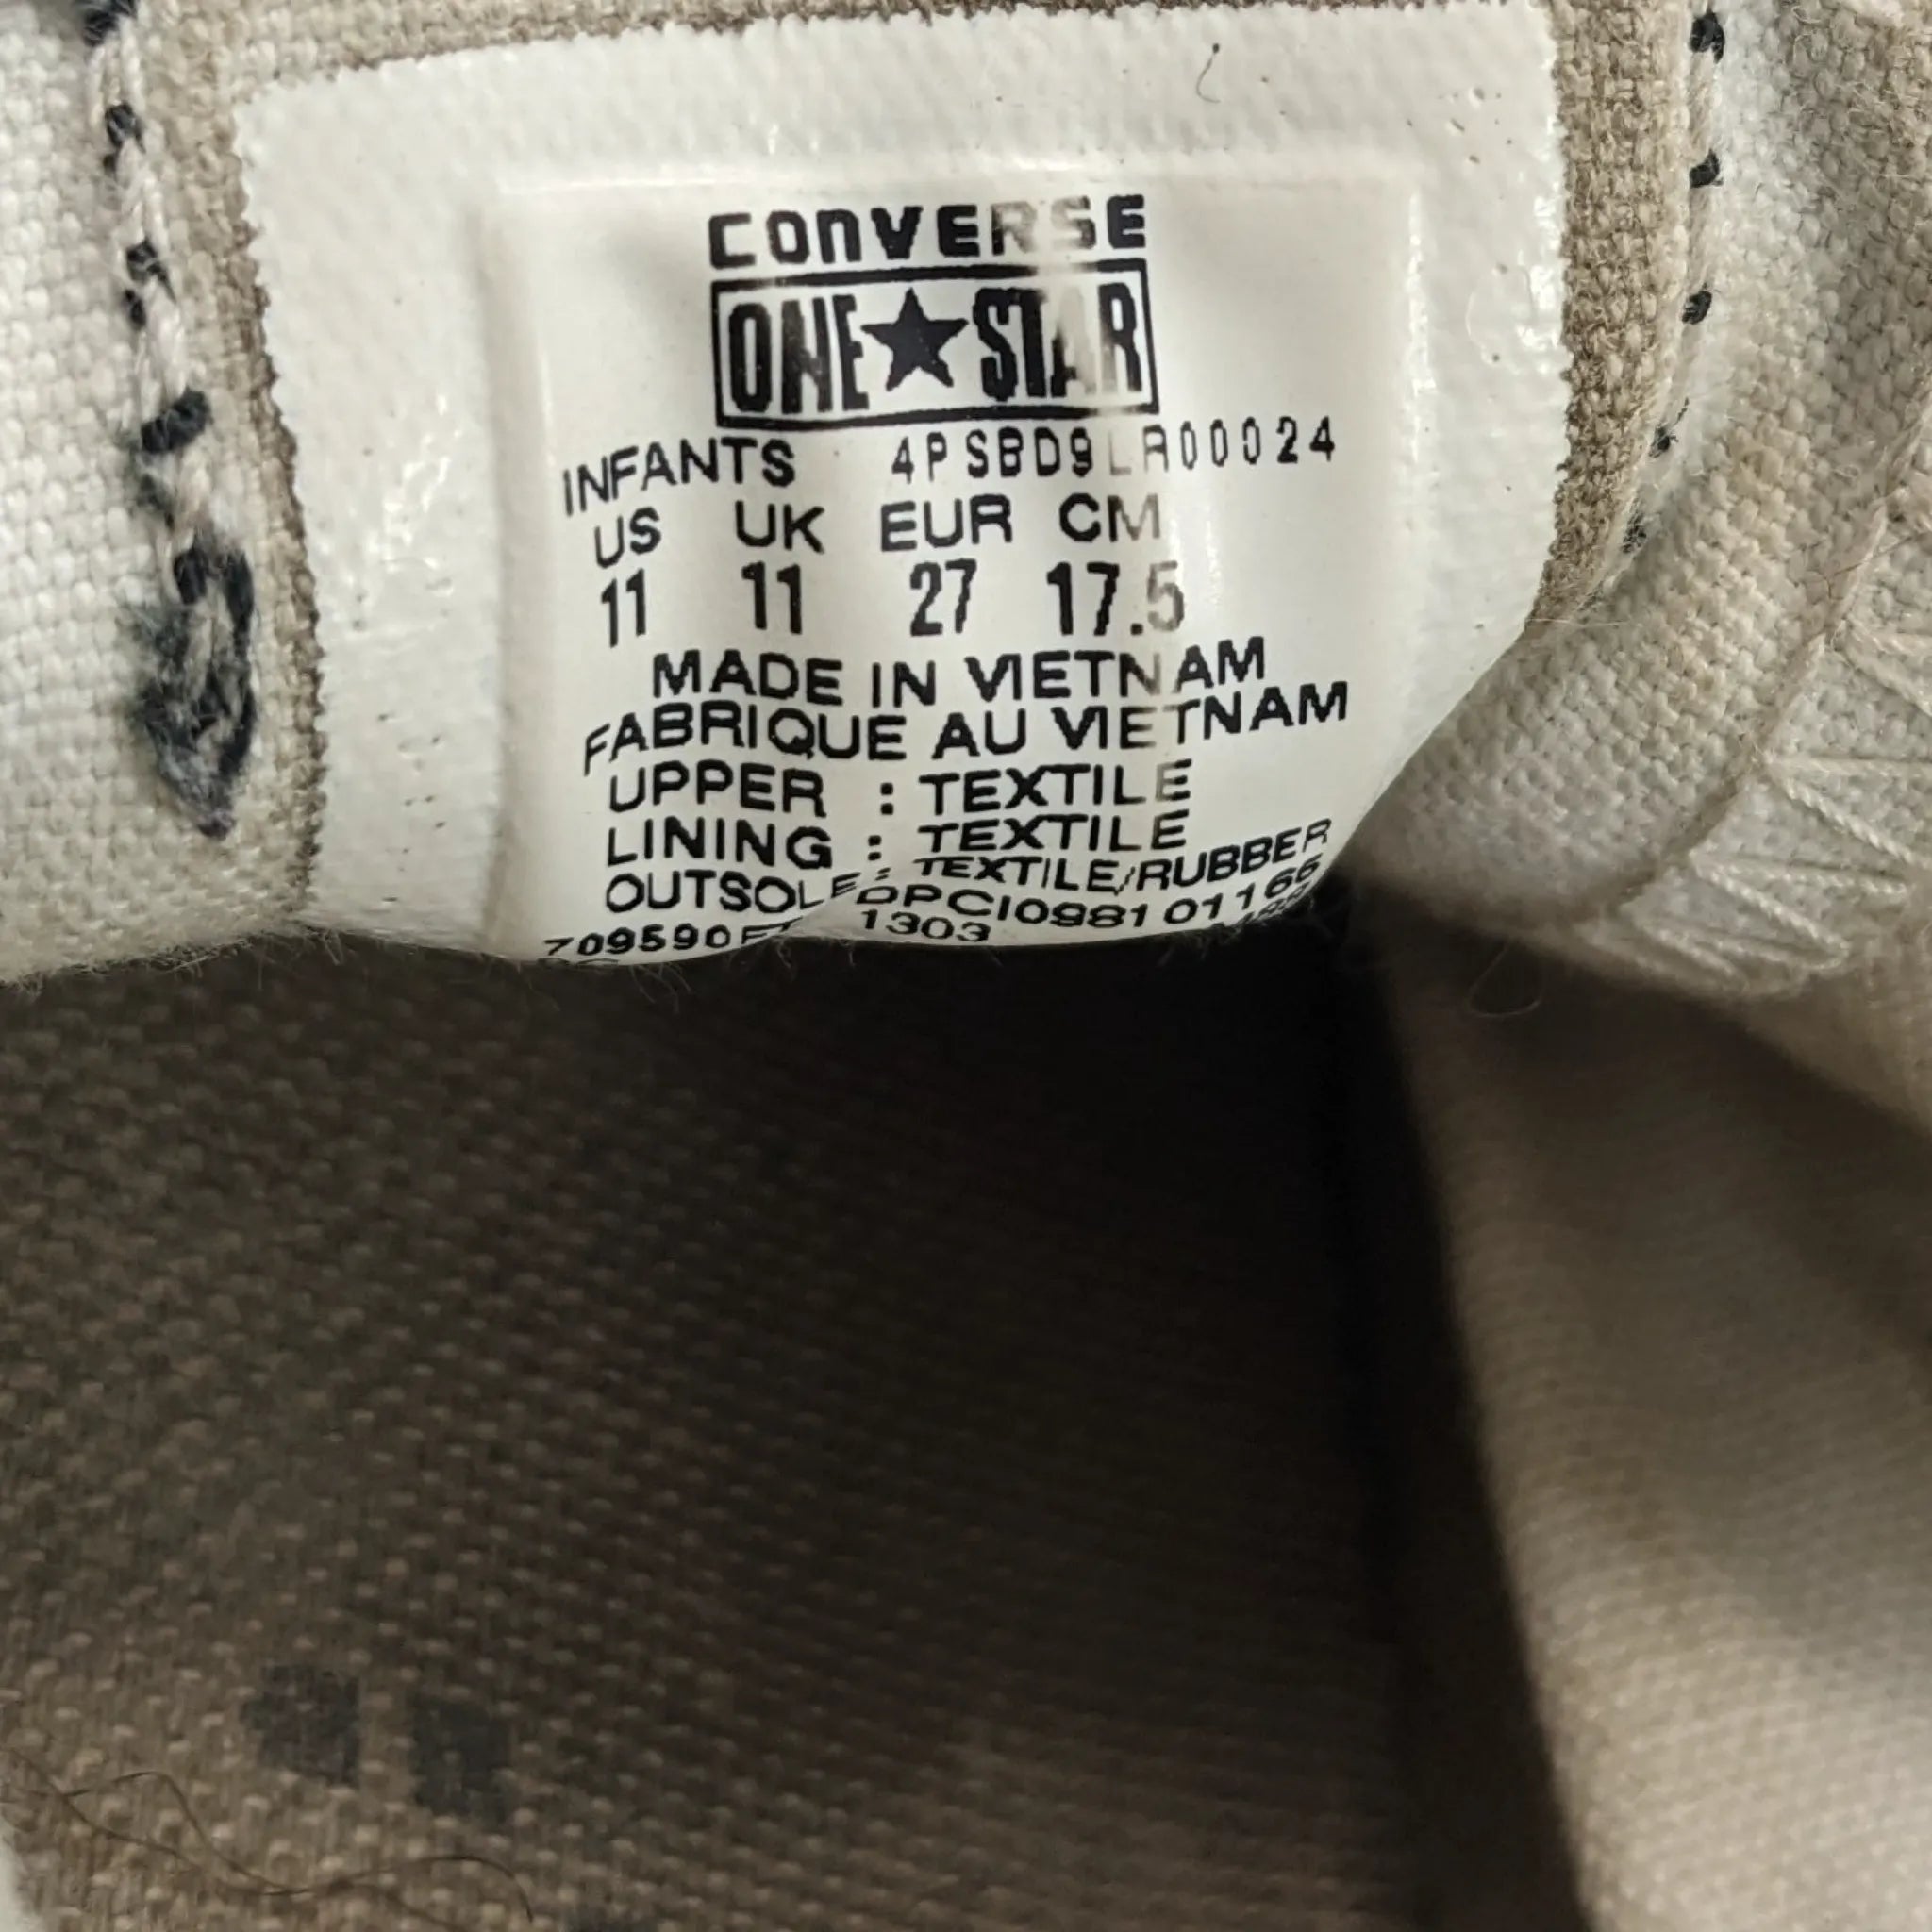 CONVERSE
ONE★STAR
INFANTS 4PSBD9LR00024
US UK EUR CM
11 11 27 17.5
MADE IN VIETNAM
FABRIQUE AU VIETNAM
UPPER : TEXTILE
LINING : TEXTILE
OUTSOLE : TEXTILE/RUBBER
DPCI098101166
1303